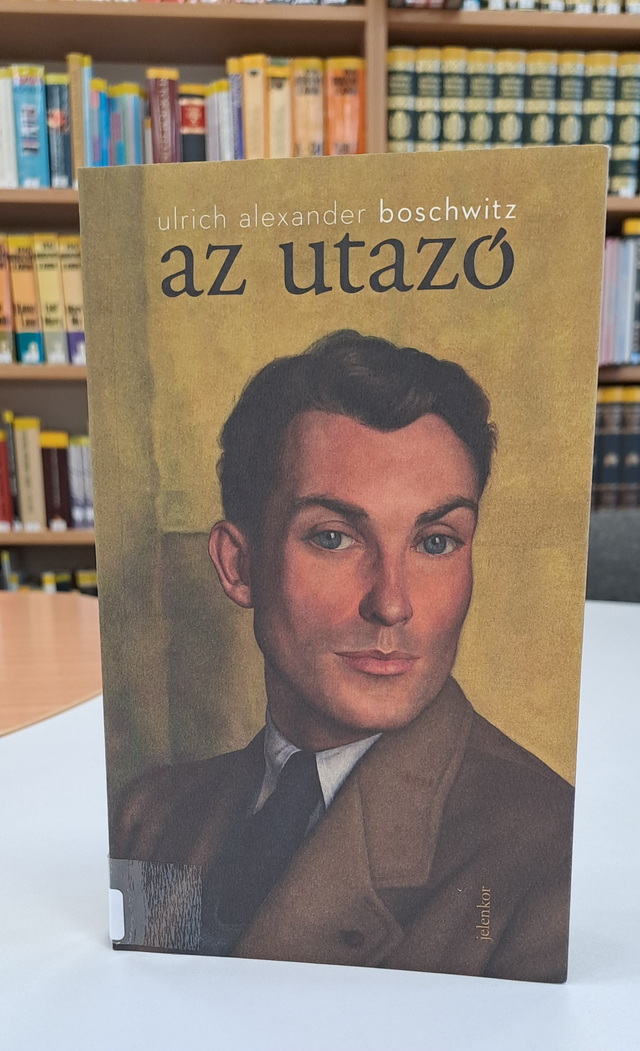 ulrich alexander boschwitz
az utazó
jelenkor